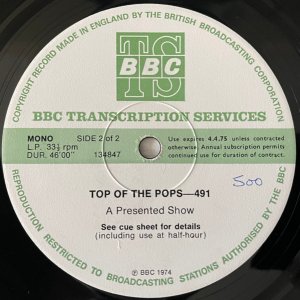 COPYRIGHT RECORD MADE IN ENGLAND BY THE BRITISH BROADCASTING CORPORATION
TS
BBC
BBC TRANSCRIPTION SERVICES
MONO SIDE 2 of 2
L.P. 33⅓ rpm
DUR. 46'00" 134847
Use expires 4.4.75 unless contracted
otherwise. Annual subscription permits
continued use for duration of contract.
TOP OF THE POPS—491
500
A Presented Show
See cue sheet for details
(including use at half-hour)
℗ BBC 1974
REPRODUCTION RESTRICTED TO BROADCASTING STATIONS AUTHORISED BY THE BBC